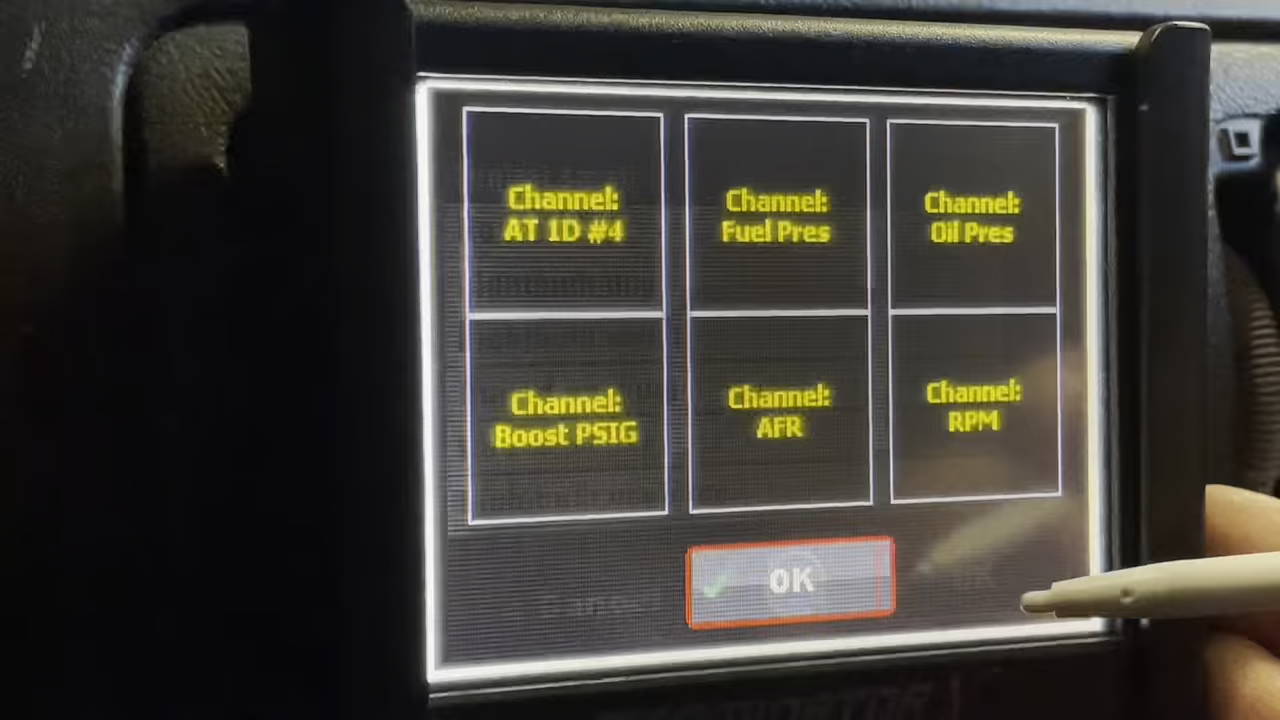 Channel:
AT 1D #4
Channel:
Fuel Pres
Channel:
Oil Pres
Channel:
Boost PSIG
Channel:
AFR
Channel:
RPM
OK